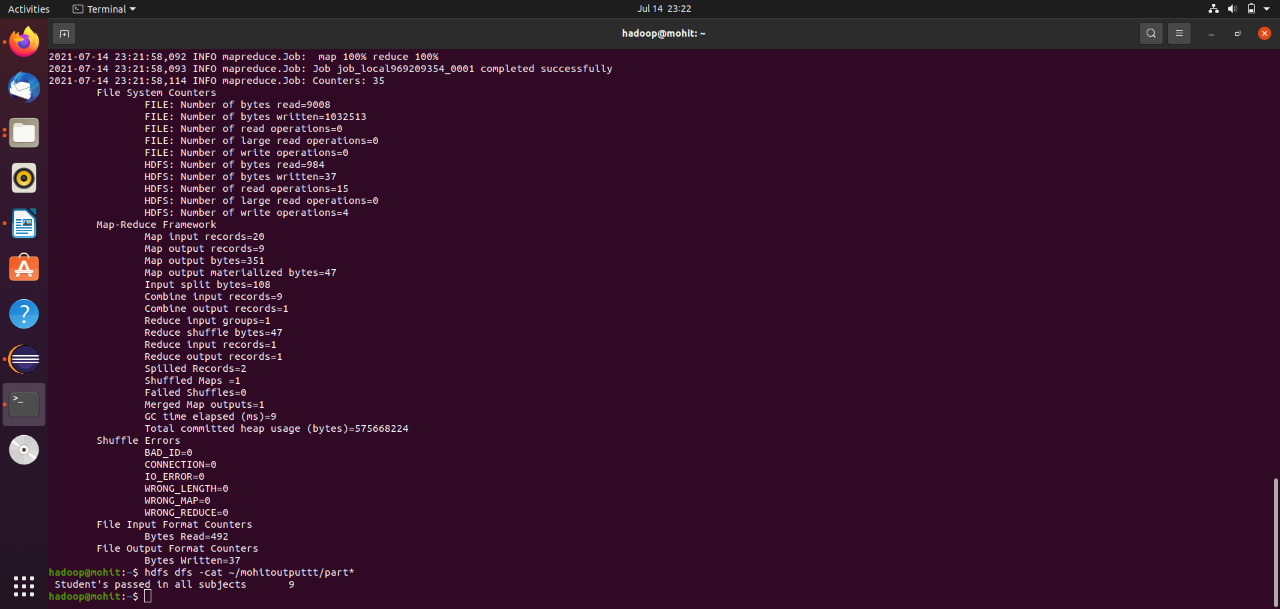 Activities Terminal Jul 14 23:22
hadoop@mohit: ~
2021-07-14 23:21:58,092 INFO mapreduce.Job:  map 100% reduce 100%
2021-07-14 23:21:58,093 INFO mapreduce.Job: Job job_local969209354_0001 completed successfully
2021-07-14 23:21:58,114 INFO mapreduce.Job: Counters: 35
File System Counters
FILE: Number of bytes read=9008
FILE: Number of bytes written=1032513
FILE: Number of read operations=0
FILE: Number of large read operations=0
FILE: Number of write operations=0
HDFS: Number of bytes read=984
HDFS: Number of bytes written=37
HDFS: Number of read operations=15
HDFS: Number of large read operations=0
HDFS: Number of write operations=4
Map-Reduce Framework
Map input records=20
Map output records=9
Map output bytes=351
Map output materialized bytes=47
Input split bytes=108
Combine input records=9
Combine output records=1
Reduce input groups=1
Reduce shuffle bytes=47
Reduce input records=1
Reduce output records=1
Spilled Records=2
Shuffled Maps =1
Failed Shuffles=0
Merged Map outputs=1
GC time elapsed (ms)=9
Total committed heap usage (bytes)=575668224
Shuffle Errors
BAD_ID=0
CONNECTION=0
IO_ERROR=0
WRONG_LENGTH=0
WRONG_MAP=0
WRONG_REDUCE=0
File Input Format Counters
Bytes Read=492
File Output Format Counters
Bytes Written=37
hadoop@mohit:~$ hdfs dfs -cat ~/mohitoutputtt/part*
Student's passed in all subjects 9
hadoop@mohit:~$